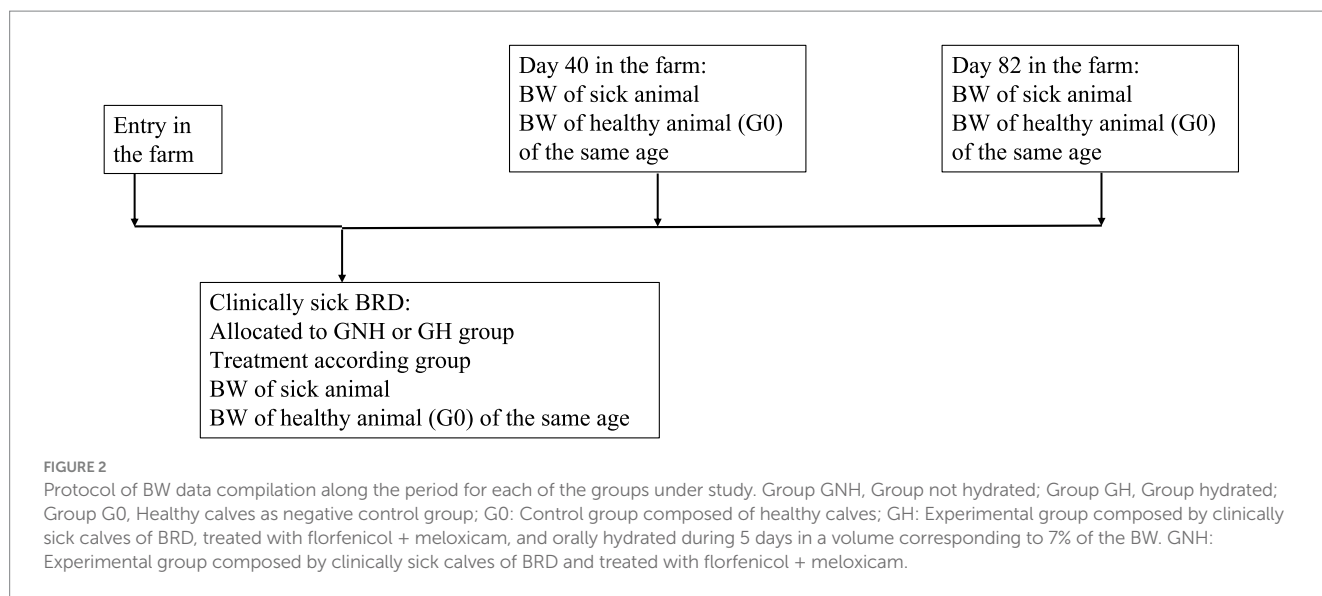 Entry in
the farm
Day 40 in the farm:
BW of sick animal
BW of healthy animal (G0)
of the same age
Day 82 in the farm:
BW of sick animal
BW of healthy animal (G0)
of the same age
Clinically sick BRD:
Allocated to GNH or GH group
Treatment according group
BW of sick animal
BW of healthy animal (G0) of the same age
FIGURE 2
Protocol of BW data compilation along the period for each of the groups under study. Group GNH, Group not hydrated; Group GH, Group hydrated;
Group G0, Healthy calves as negative control group; G0: Control group composed of healthy calves; GH: Experimental group composed by clinically
sick calves of BRD, treated with florfenicol + meloxicam, and orally hydrated during 5 days in a volume corresponding to 7% of the BW. GNH:
Experimental group composed by clinically sick calves of BRD and treated with florfenicol + meloxicam.